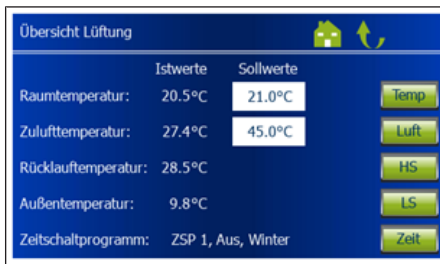 Übersicht Lüftung
Istwerte Sollwerte
Raumtemperatur: 20.5°C 21.0°C Temp
Zulufttemperatur: 27.4°C 45.0°C Luft
Rücklauftemperatur: 28.5°C HS
Außentemperatur: 9.8°C LS
Zeitschaltprogramm: ZSP 1, Aus, Winter Zeit